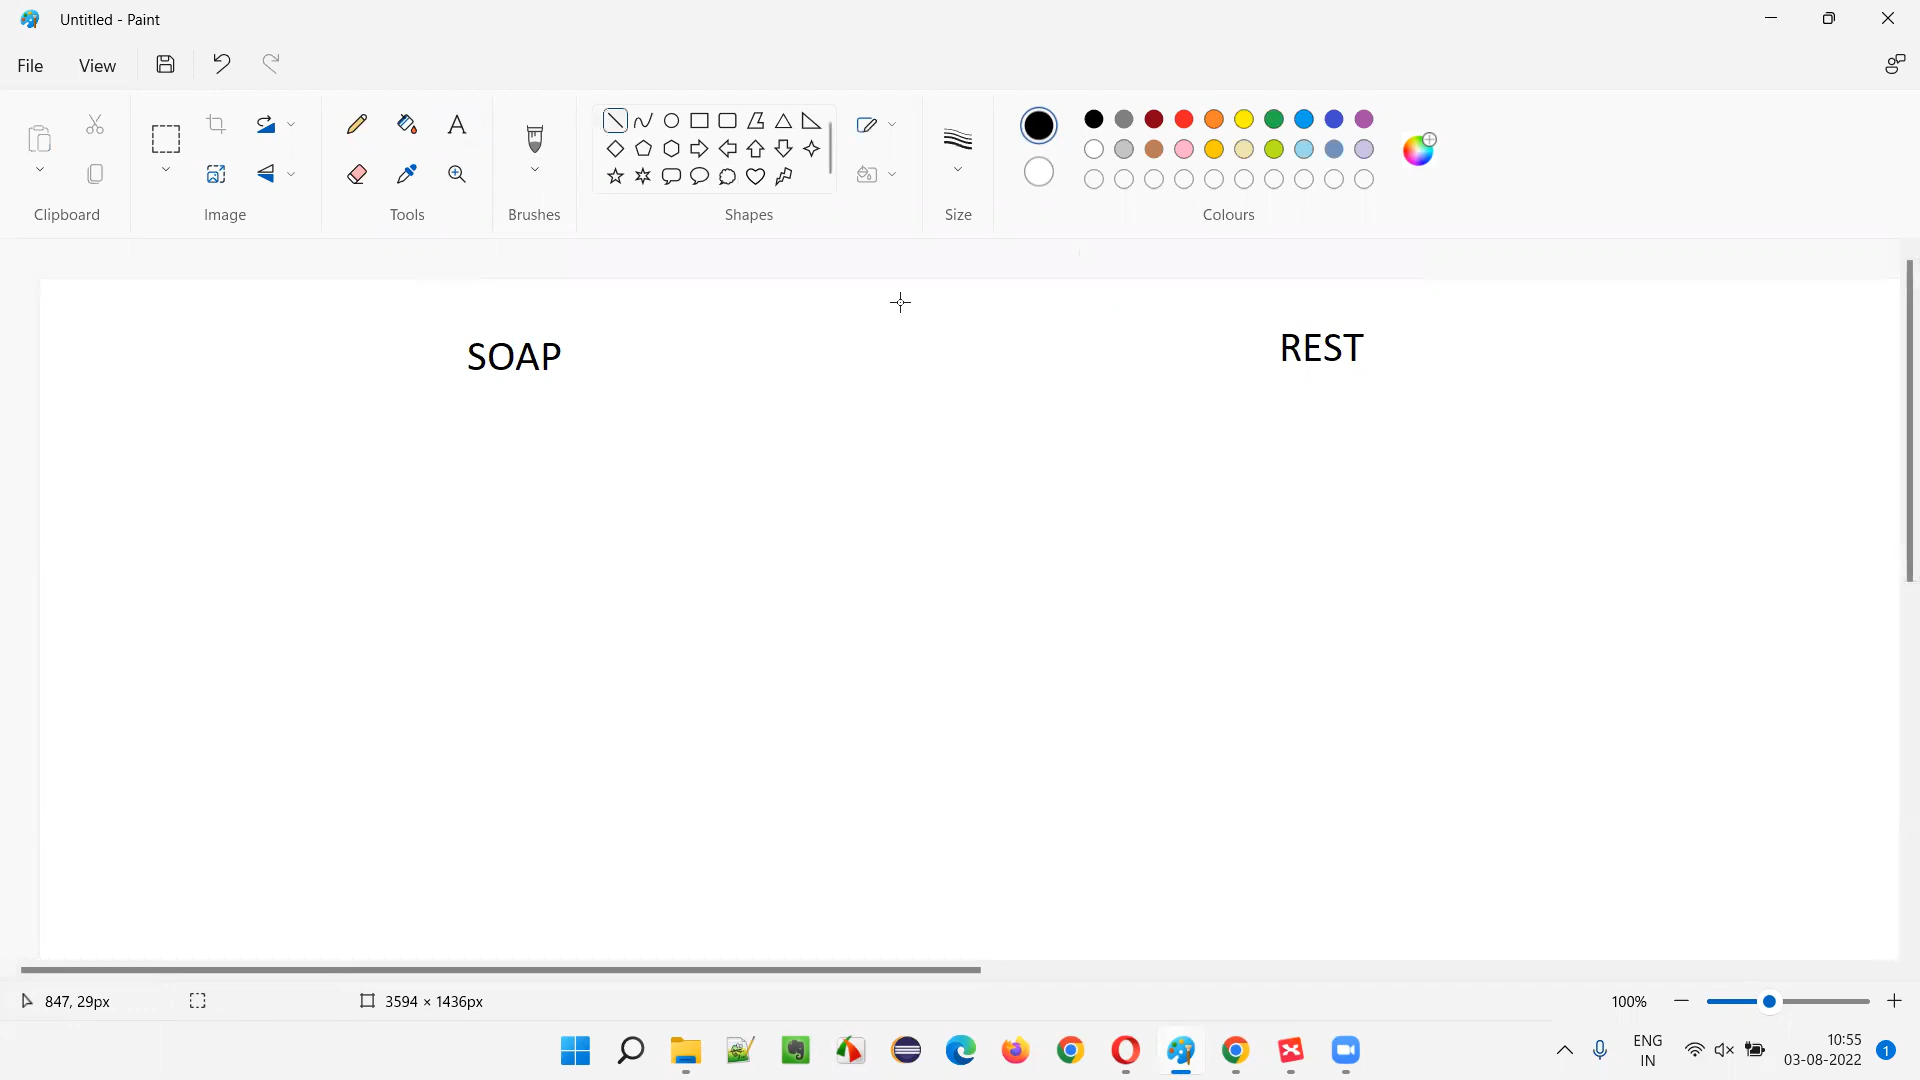 Untitled - Paint
File
View
Clipboard
Image
Tools
Brushes
Shapes
Size
Colours
SOAP
REST
847, 29px
3594 × 1436px
100%
ENG
IN
10:55
03-08-2022
1